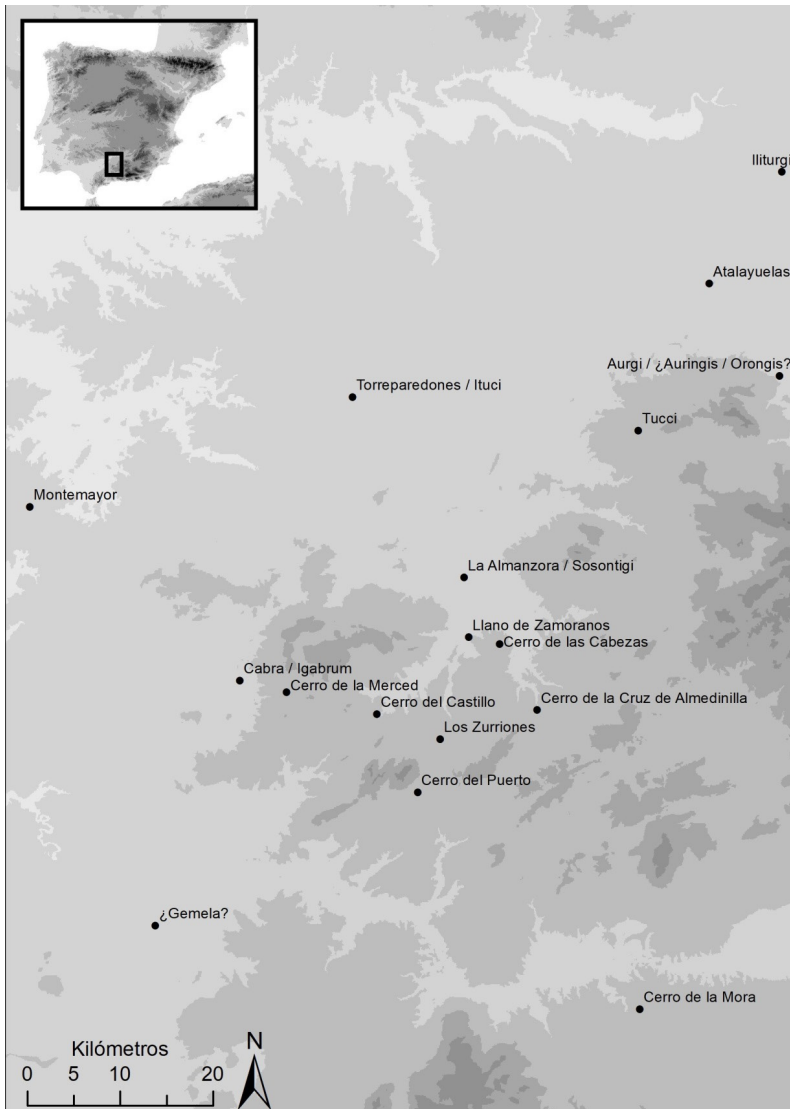 Iliturgi
Atalayuelas
Aurgi / ¿Auringis / Orongis?
Torreparedones / Ituci
Tucci
Montemayor
La Almanzora / Sosontigi
Llano de Zamoranos
Cerro de las Cabezas
Cabra / Igabrum
Cerro de la Merced
Cerro del Castillo
Cerro de la Cruz de Almedinilla
Los Zurriones
Cerro del Puerto
¿Gemela?
Cerro de la Mora
Kilómetros
N
0 5 10 20